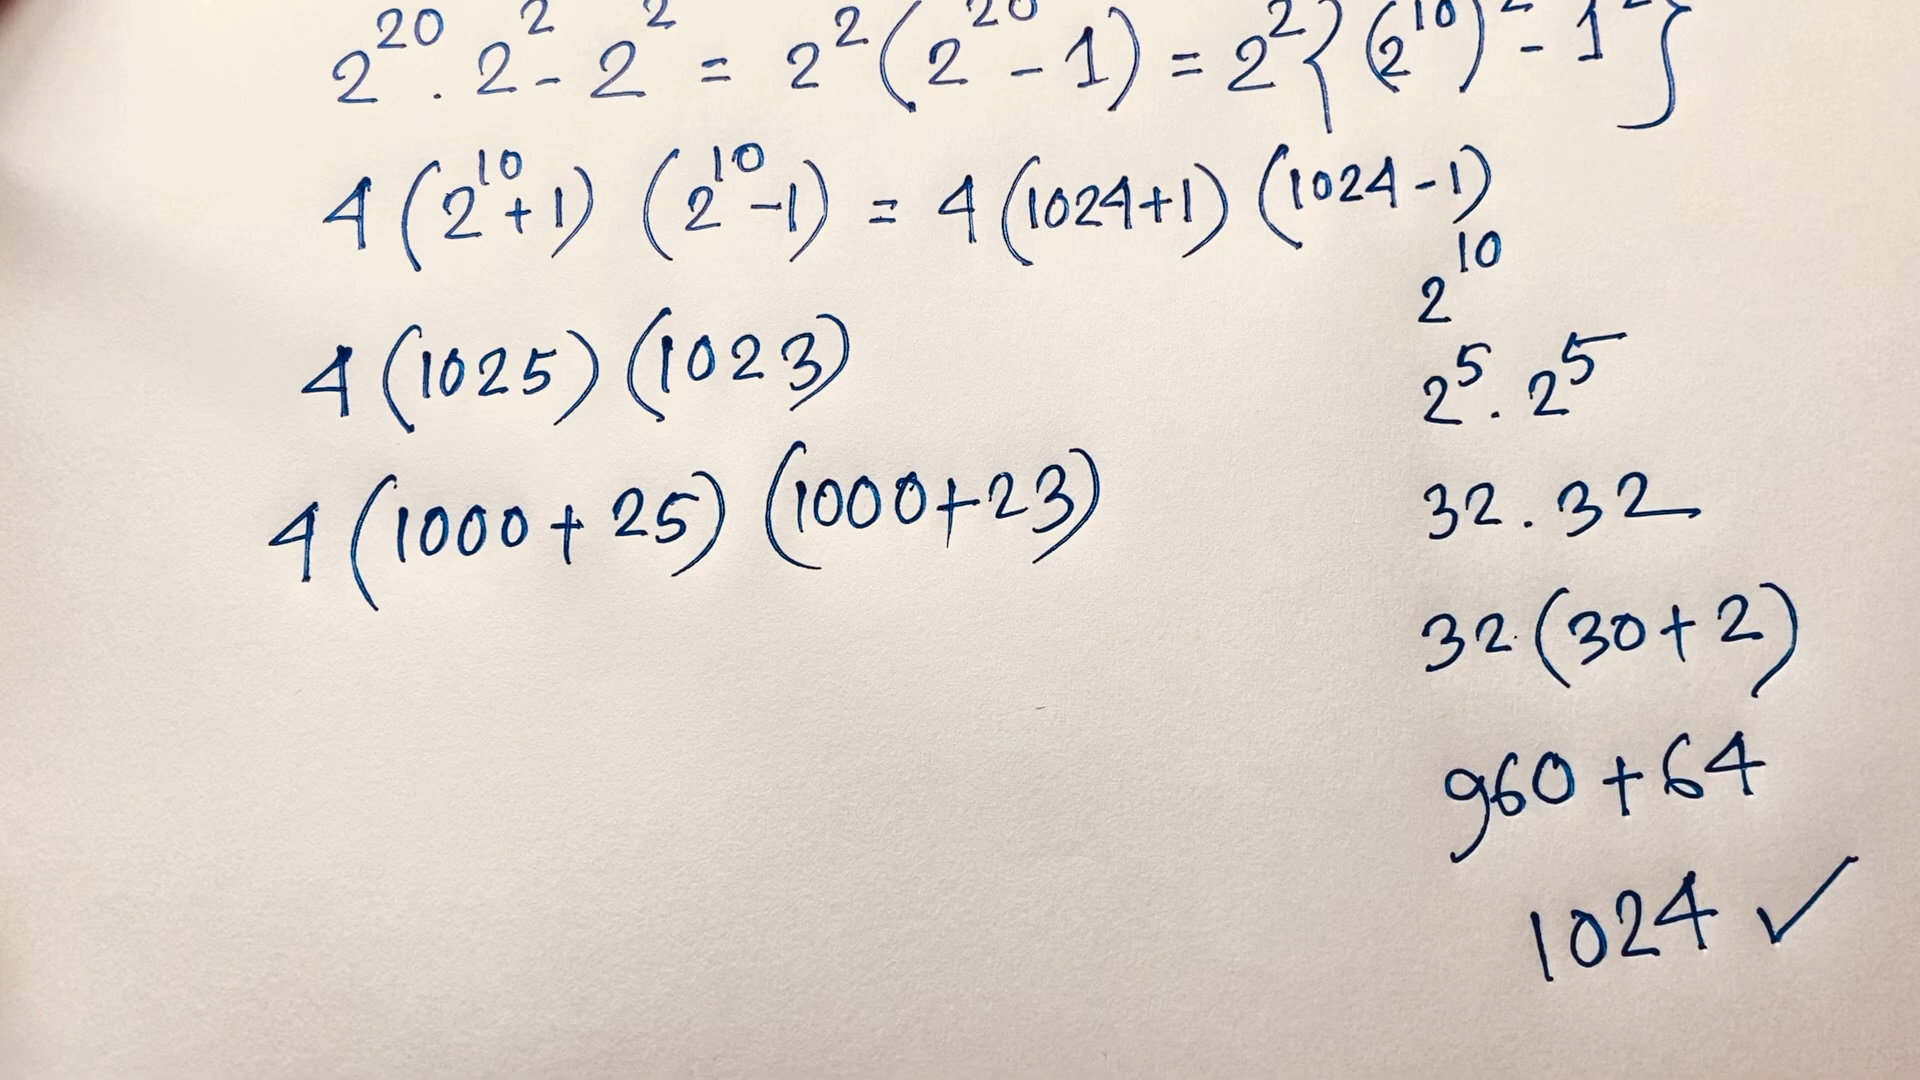 2^20 . 2^2 - 2^2 = 2^2 (2^20 - 1) = 2^2 {(2^10)^2 - 1^2}
4 (2^10 + 1) (2^10 - 1) = 4 (1024+1) (1024-1)
4 (1025) (1023)
4 (1000 + 25) (1000+23)
2^10
2^5 . 2^5
32 . 32
32 (30+2)
960 + 64
1024 ✓